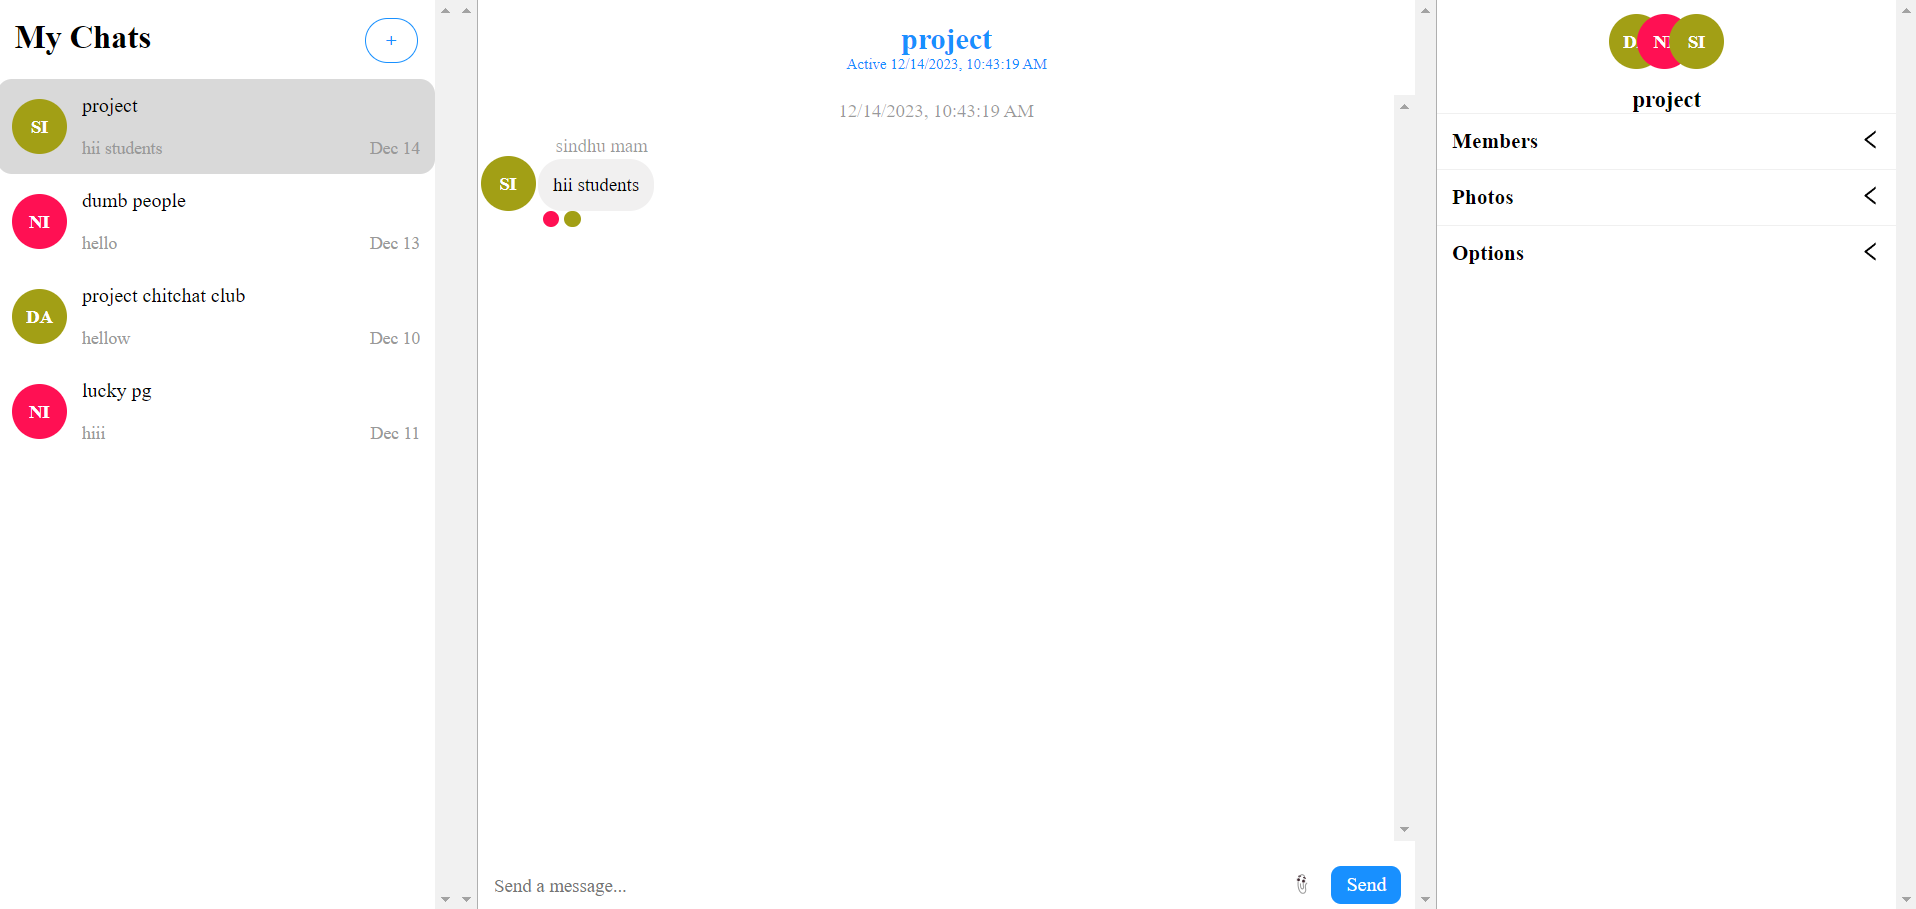 My Chats
+
SI
project
hii students
Dec 14
NI
dumb people
hello
Dec 13
DA
project chitchat club
hellow
Dec 10
NI
lucky pg
hiii
Dec 11
project
Active 12/14/2023, 10:43:19 AM
12/14/2023, 10:43:19 AM
sindhu mam
SI
hii students
Send a message...
Send
D
NI
SI
project
Members
Photos
Options